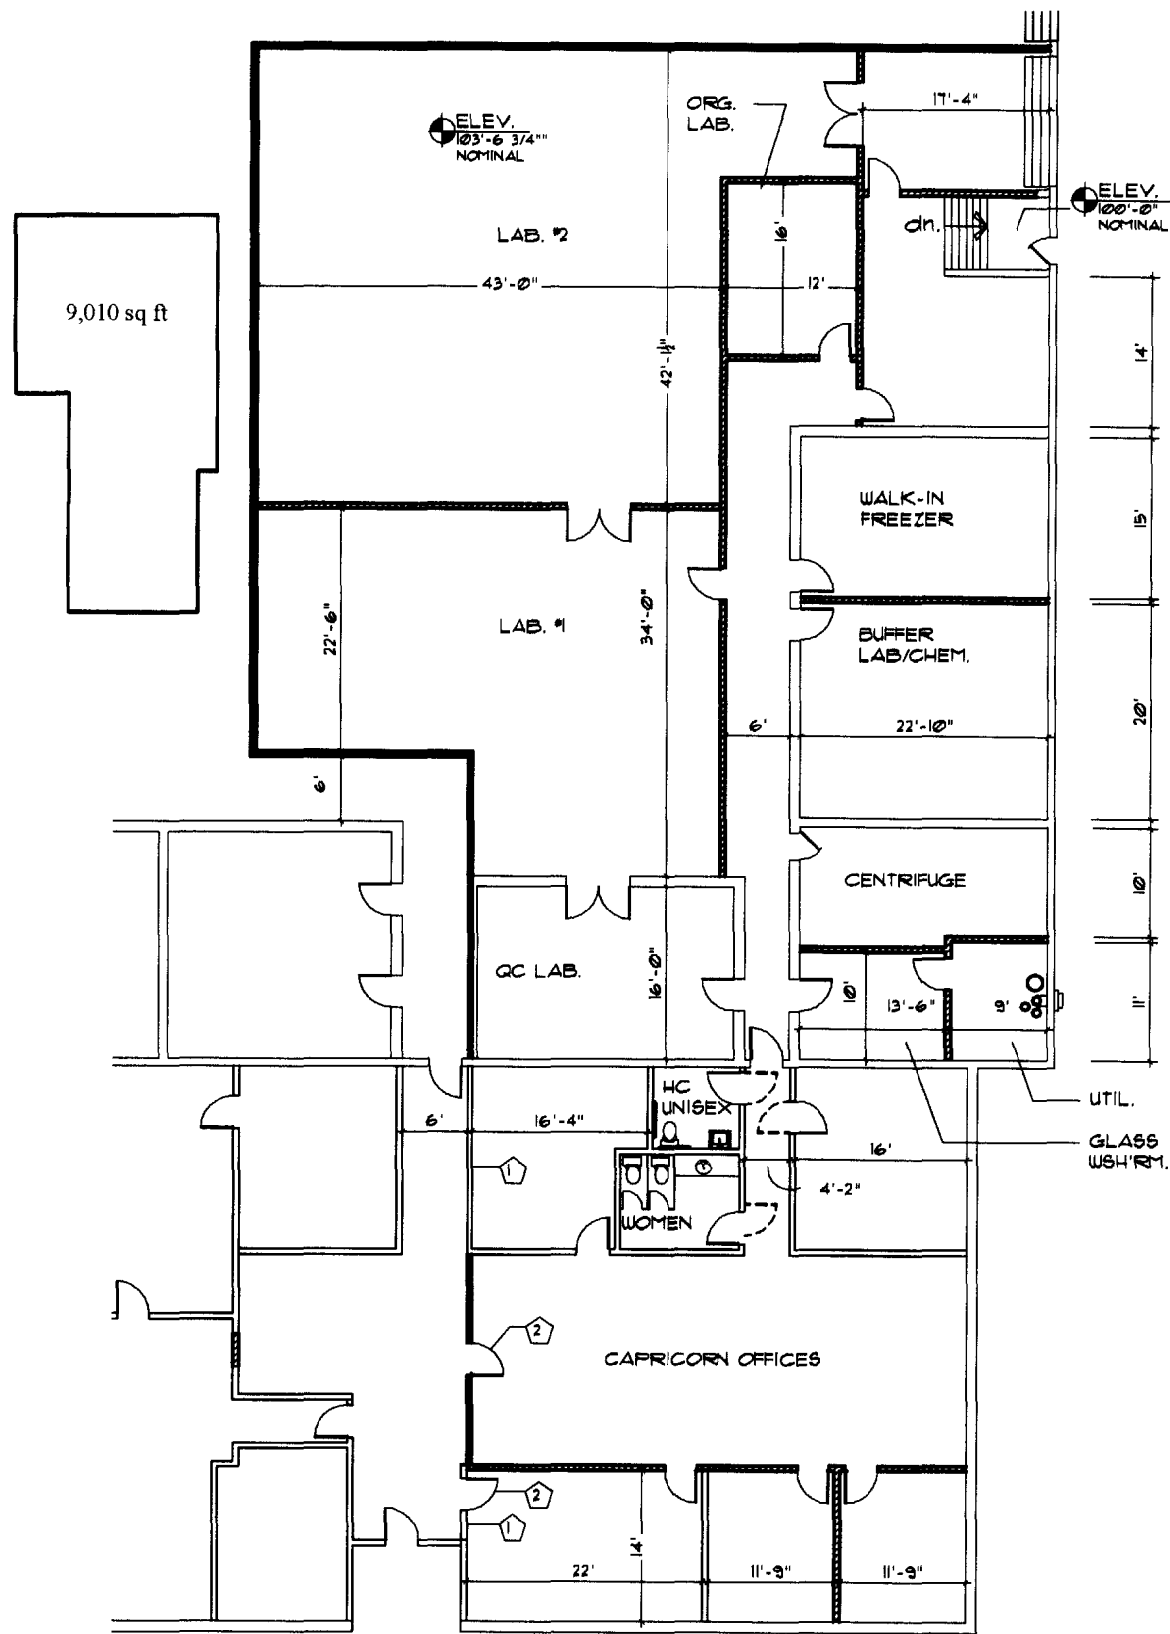 ELEV.
103'-6 3/4""
NOMINAL
ORG.
LAB.
17'-4"
ELEV.
100'-0"
NOMINAL
dn.
LAB. #2
16'
43'-0"
12'
9,010 sq ft
42'-1½"
14'
WALK-IN
FREEZER
15'
22'-6"
LAB. #1
34'-0"
BUFFER
LAB/CHEM.
6'
22'-10"
20'
6'
CENTRIFUGE
10'
QC LAB.
16'-0"
10'
13'-6"
9'
11'
HC
UNISEX
UTIL.
6'
16'-4"
16'
GLASS
WSH'RM.
1
4'-2"
WOMEN
2
CAPRICORN OFFICES
2
1
14'
22'
11'-9"
11'-9"